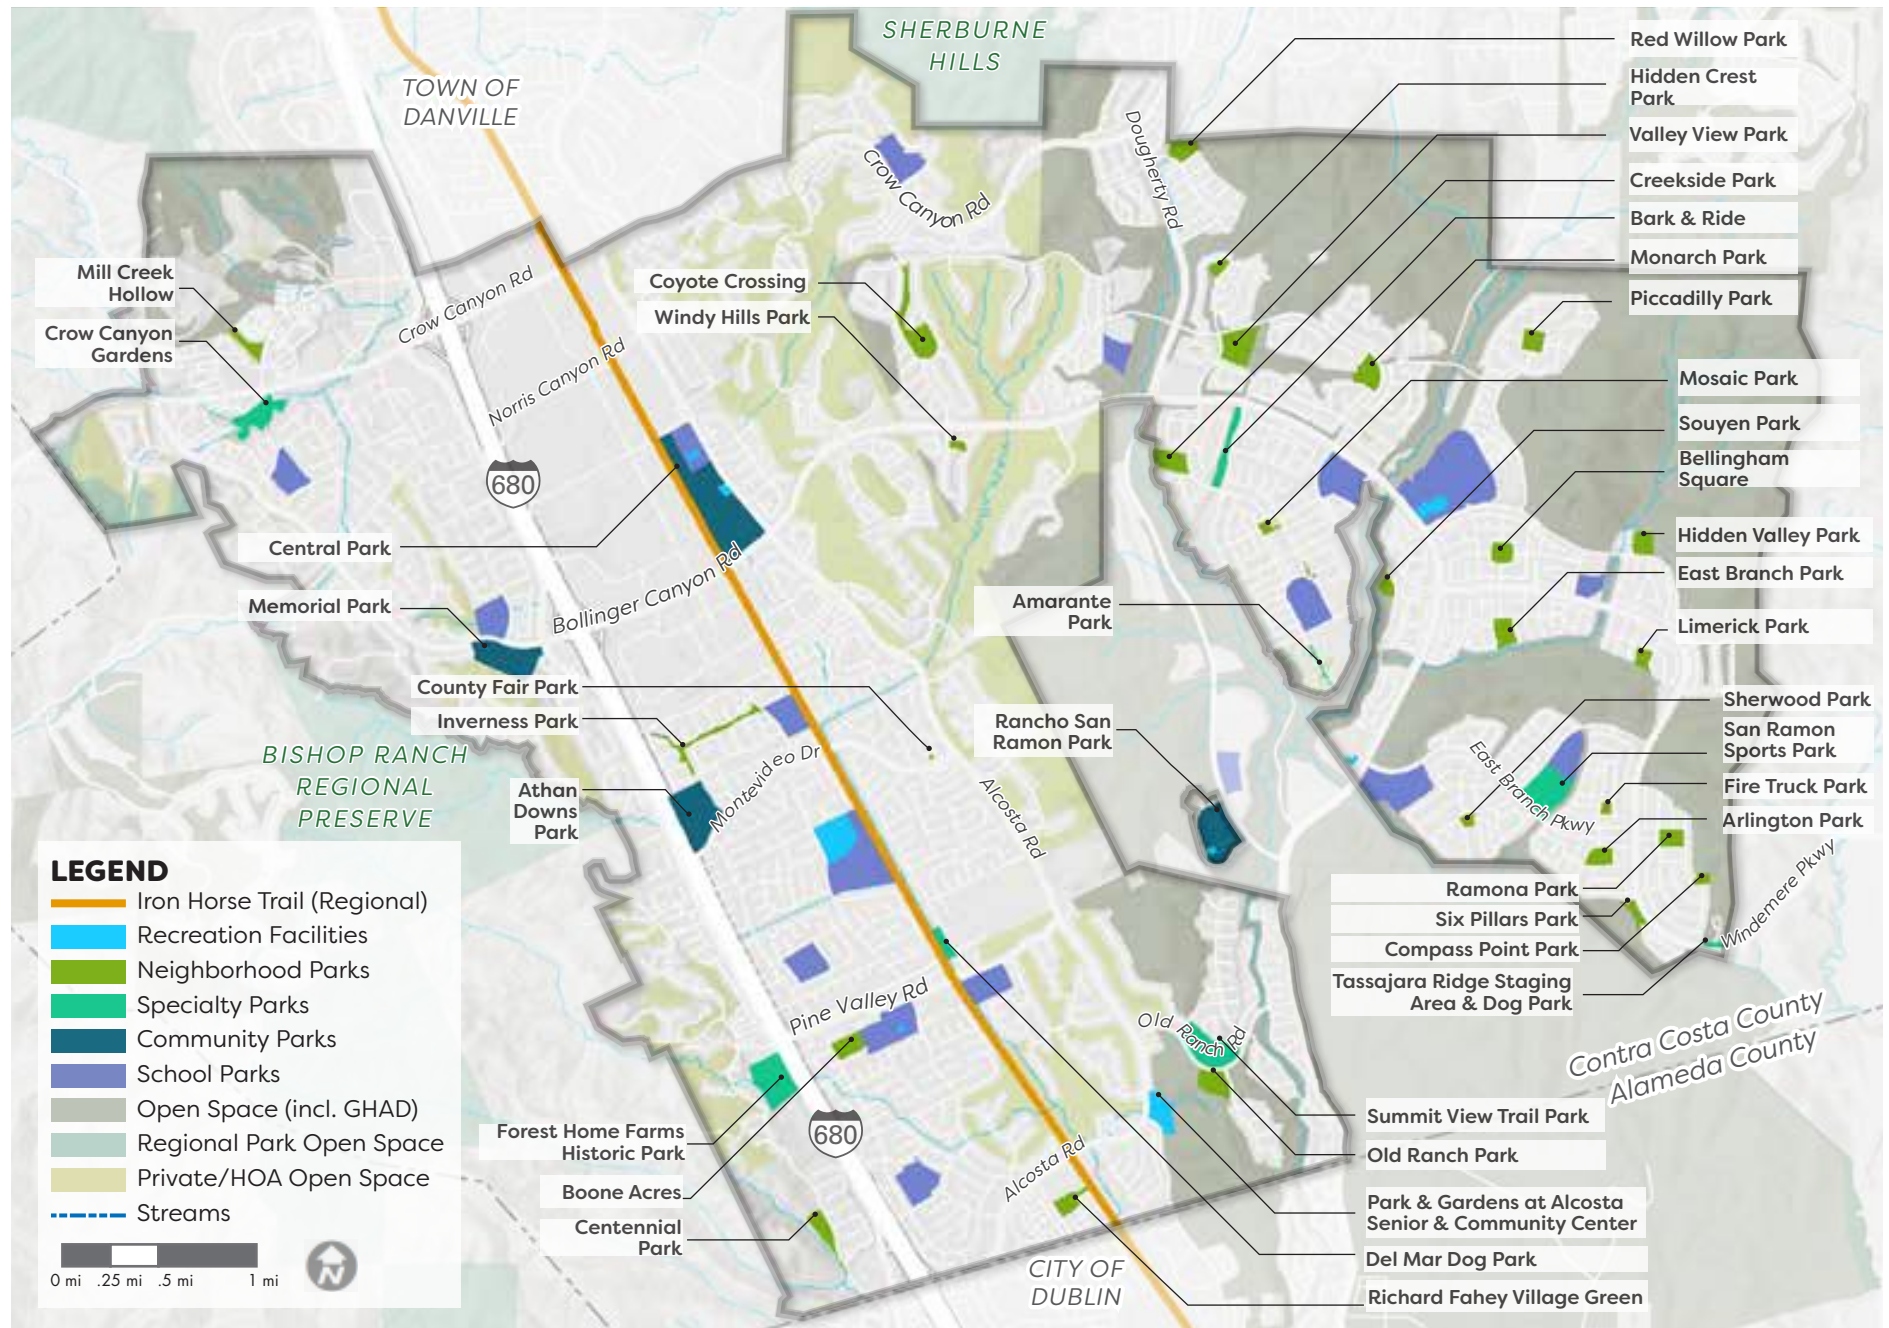 SHERBURNE
HILLS
TOWN OF
DANVILLE
Red Willow Park
Hidden Crest
Park
Valley View Park
Creekside Park
Bark & Ride
Monarch Park
Piccadilly Park
Dougherty Rd
Crow Canyon Rd
Mill Creek
Hollow
Crow Canyon
Gardens
Crow Canyon Rd
Norris Canyon Rd
Coyote Crossing
Windy Hills Park
Mosaic Park
Souyen Park
Bellingham
Square
Hidden Valley Park
East Branch Park
Limerick Park
680
Central Park
Memorial Park
Bollinger Canyon Rd
Amarante
Park
County Fair Park
Inverness Park
Rancho San
Ramon Park
Sherwood Park
San Ramon
Sports Park
Fire Truck Park
Arlington Park
East Branch Pkwy
Windemere Pkwy
BISHOP RANCH
REGIONAL
PRESERVE
Athan
Downs
Park
Montevideo Dr
Alcosta Rd
Ramona Park
Six Pillars Park
Compass Point Park
Tassajara Ridge Staging
Area & Dog Park
Contra Costa County
Alameda County
Pine Valley Rd
Old Ranch Rd
680
Forest Home Farms
Historic Park
Boone Acres
Centennial
Park
Alcosta Rd
Summit View Trail Park
Old Ranch Park
Park & Gardens at Alcosta
Senior & Community Center
Del Mar Dog Park
Richard Fahey Village Green
CITY OF
DUBLIN
LEGEND
Iron Horse Trail (Regional)
Recreation Facilities
Neighborhood Parks
Specialty Parks
Community Parks
School Parks
Open Space (incl. GHAD)
Regional Park Open Space
Private/HOA Open Space
Streams
0 mi .25 mi .5 mi 1 mi
N